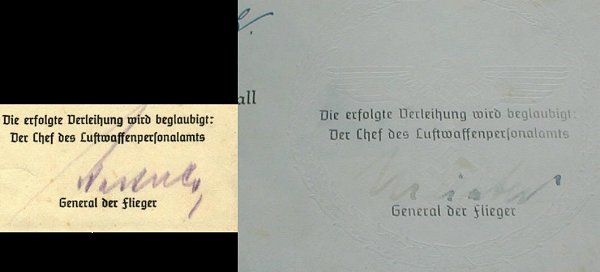 Die erfolgte Verleihung wird beglaubigt:
Der Chef des Luftwaffenpersonalamts
General der Flieger
all
Die erfolgte Verleihung wird beglaubigt:
Der Chef des Luftwaffenpersonalamts
General der Flieger